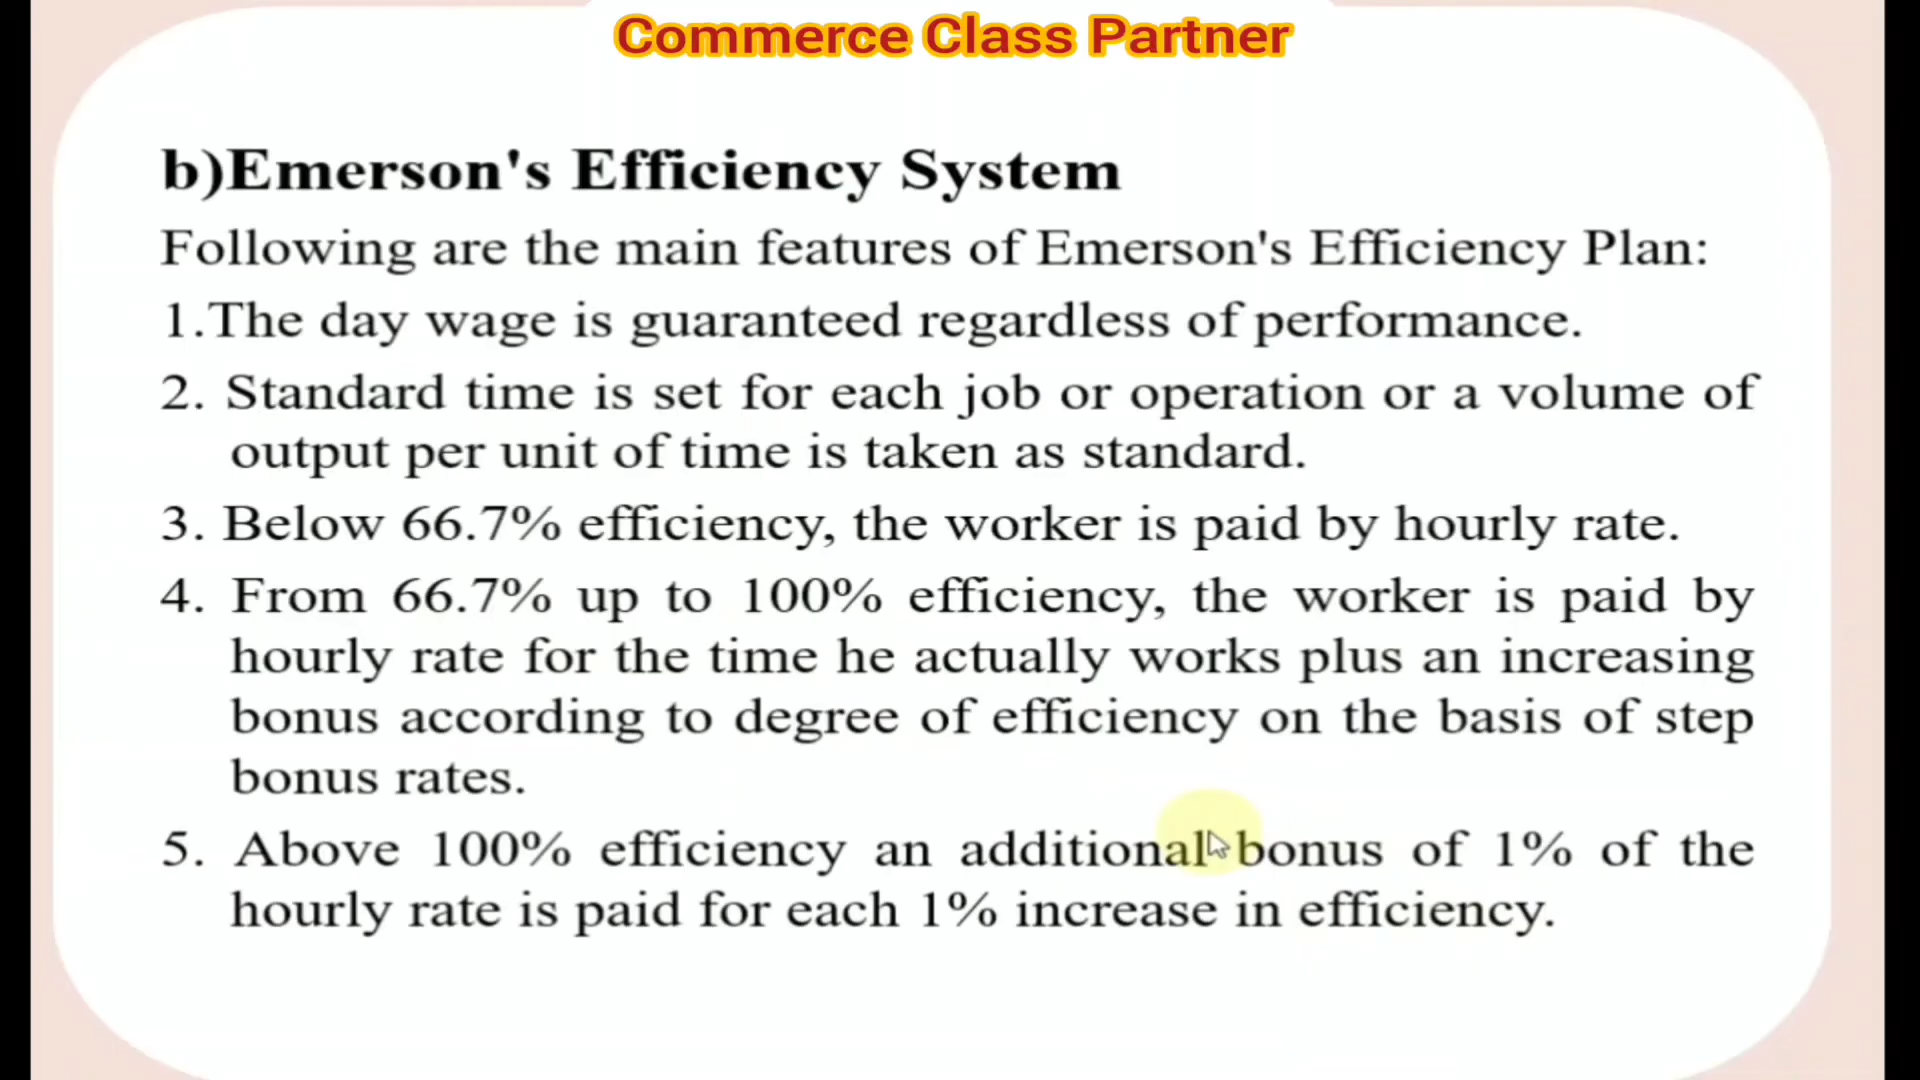 Commerce Class Partner
b)Emerson's Efficiency System
Following are the main features of Emerson's Efficiency Plan:
1.The day wage is guaranteed regardless of performance.
2. Standard time is set for each job or operation or a volume of
output per unit of time is taken as standard.
3. Below 66.7% efficiency, the worker is paid by hourly rate.
4. From 66.7% up to 100% efficiency, the worker is paid by
hourly rate for the time he actually works plus an increasing
bonus according to degree of efficiency on the basis of step
bonus rates.
5. Above 100% efficiency an additional bonus of 1% of the
hourly rate is paid for each 1% increase in efficiency.